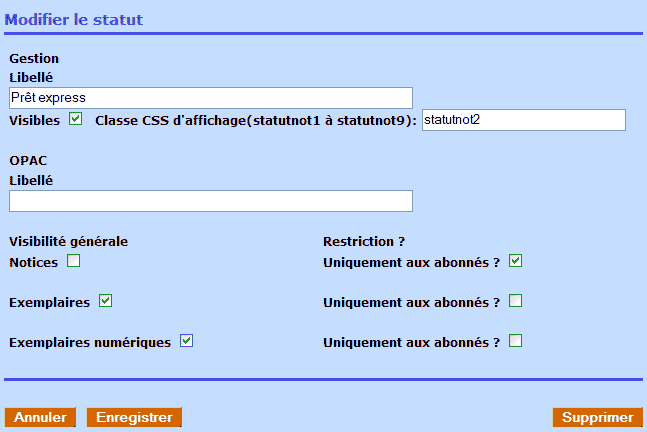 Modifier le statut
Gestion
Libellé
Prêt express
Visibles Classe CSS d'affichage(statutnot1 à statutnot9): statutnot2
OPAC
Libellé
Visibilité générale Restriction ?
Notices Uniquement aux abonnés ?
Exemplaires Uniquement aux abonnés ?
Exemplaires numériques Uniquement aux abonnés ?
Annuler Enregistrer Supprimer